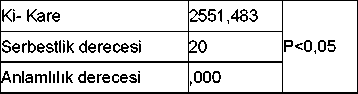 Ki- Kare 2551,483
Serbestlik derecesi 20 P<0,05
Anlamlılık derecesi ,000